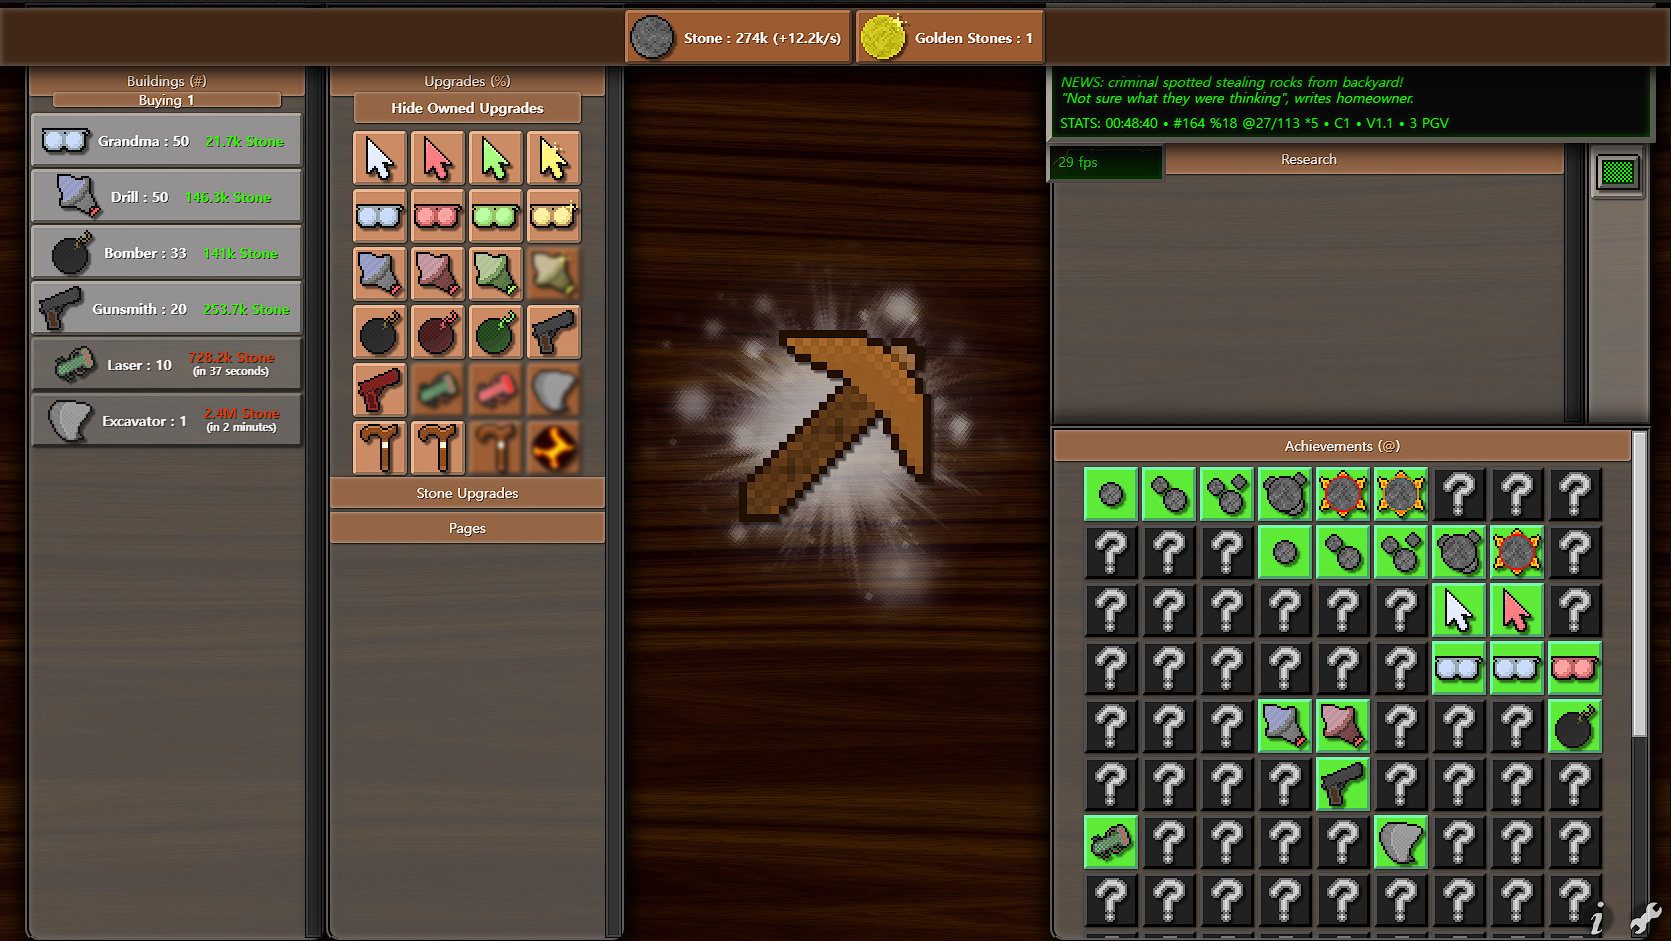 Stone : 274k (+12.2k/s)
Golden Stones : 1
Buildings (#)
Buying 1
Grandma : 50 21.7k Stone
Drill : 50 146.3k Stone
Bomber : 33 141k Stone
Gunsmith : 20 253.7k Stone
Laser : 10 728.2k Stone
(in 37 seconds)
Excavator : 1 2.4M Stone
(in 2 minutes)
Upgrades (%)
Hide Owned Upgrades
Stone Upgrades
Pages
NEWS: criminal spotted stealing rocks from backyard!
"Not sure what they were thinking", writes homeowner.
STATS: 00:48:40 • #164 %18 @27/113 *5 • C1 • V1.1 • 3 PGV
29 fps
Research
Achievements (@)